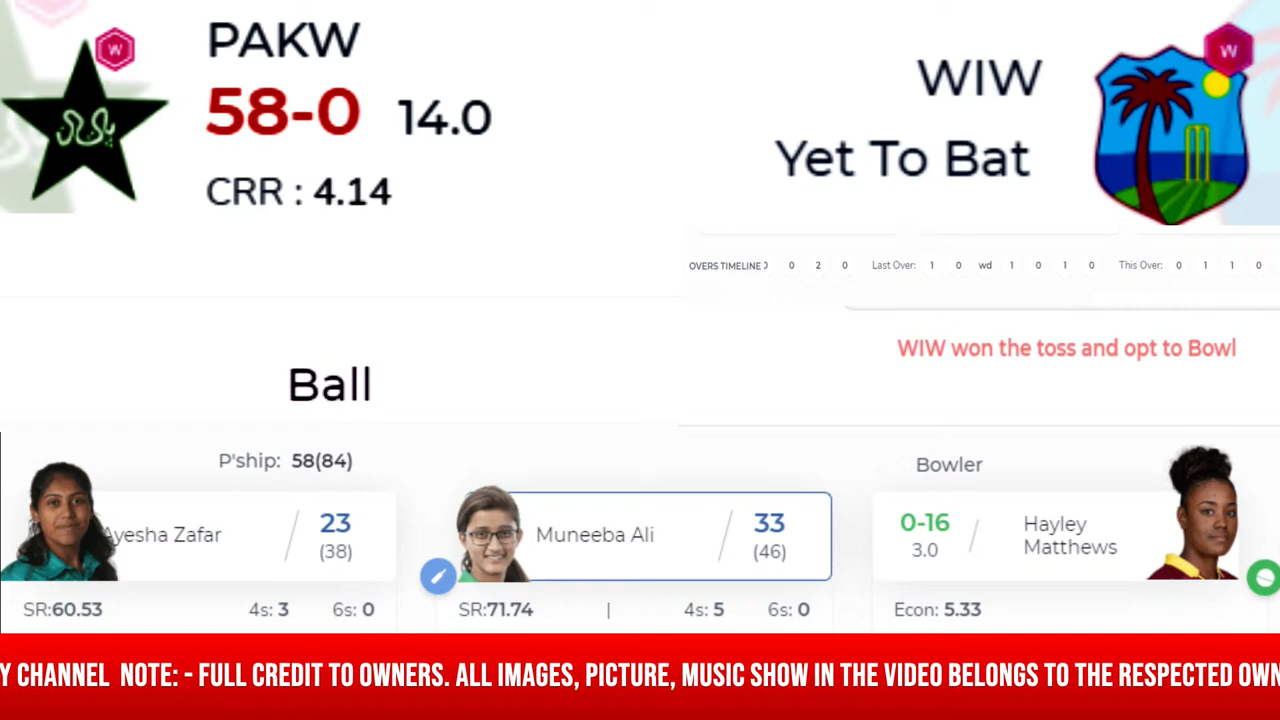 W
PAKW
58-0 14.0
CRR : 4.14
WIW
Yet To Bat
W
OVERS TIMELINE 0 2 0 Last Over: 1 0 wd 1 0 1 0 This Over: 0 1 1 0
WIW won the toss and opt to Bowl
Ball
P'ship: 58(84)
Ayesha Zafar 23
(38)
SR:60.53 4s: 3 6s: 0
Muneeba Ali 33
(46)
SR:71.74 | 4s: 5 6s: 0
Bowler
0-16
3.0
Hayley
Matthews
Econ: 5.33
Y CHANNEL NOTE: - FULL CREDIT TO OWNERS. ALL IMAGES, PICTURE, MUSIC SHOW IN THE VIDEO BELONGS TO THE RESPECTED OWN